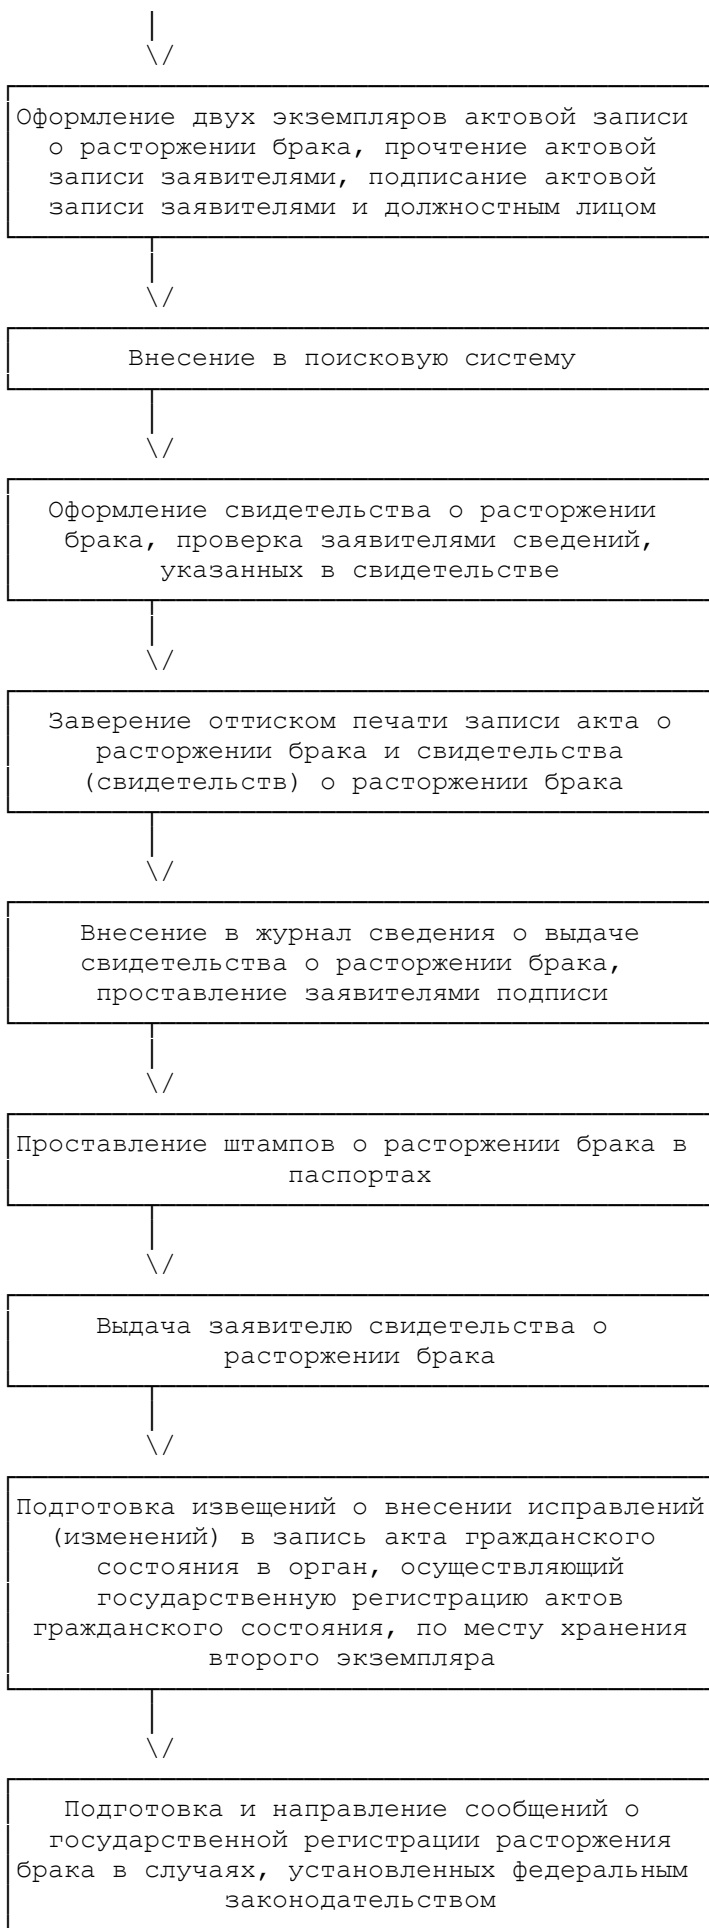 \/
Оформление двух экземпляров актовой записи
о расторжении брака, прочтение актовой
записи заявителями, подписание актовой
записи заявителями и должностным лицом
\/
Внесение в поисковую систему
\/
Оформление свидетельства о расторжении
брака, проверка заявителями сведений,
указанных в свидетельстве
\/
Заверение оттиском печати записи акта о
расторжении брака и свидетельства
(свидетельств) о расторжении брака
\/
Внесение в журнал сведения о выдаче
свидетельства о расторжении брака,
проставление заявителями подписи
\/
Проставление штампов о расторжении брака в
паспортах
\/
Выдача заявителю свидетельства о
расторжении брака
\/
Подготовка извещений о внесении исправлений
(изменений) в запись акта гражданского
состояния в орган, осуществляющий
государственную регистрацию актов
гражданского состояния, по месту хранения
второго экземпляра
\/
Подготовка и направление сообщений о
государственной регистрации расторжения
брака в случаях, установленных федеральным
законодательством